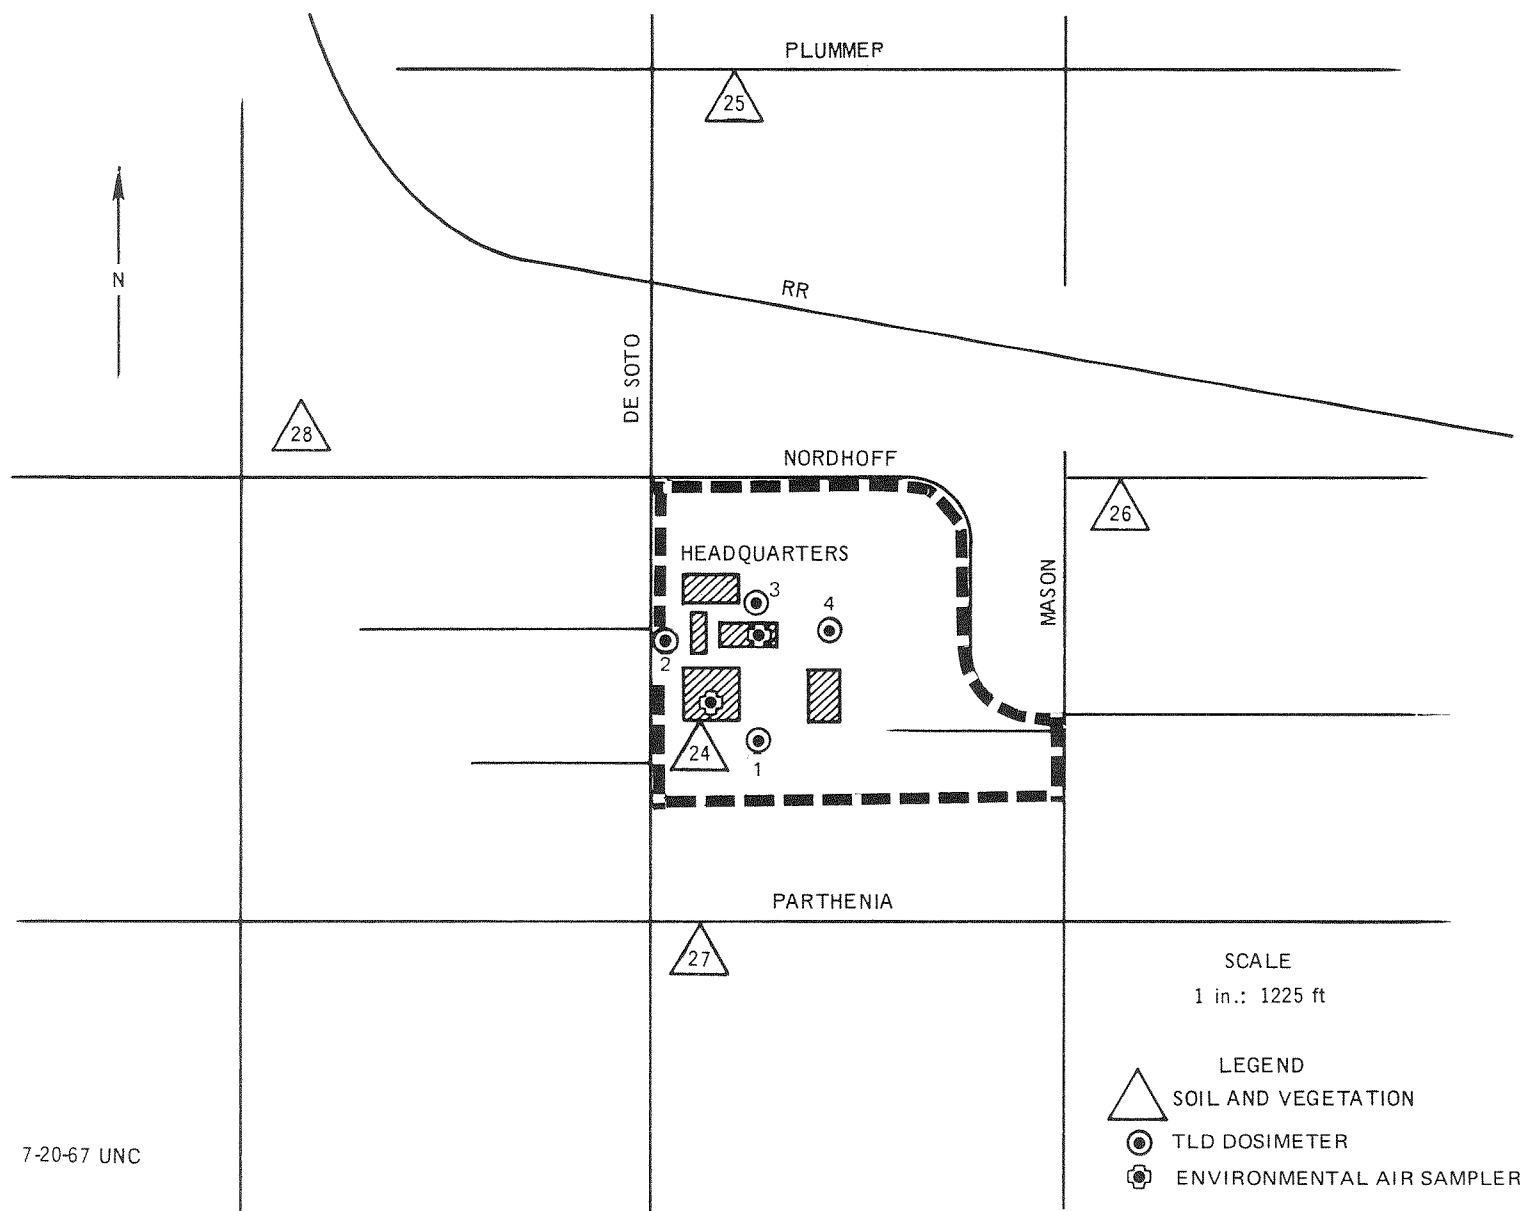 PLUMMER
25
N
RR
DE SOTO
28
NORDHOFF
26
HEADQUARTERS
3
4
MASON
2
24
1
PARTHENIA
27
SCALE
1 in.: 1225 ft
LEGEND
SOIL AND VEGETATION
TLD DOSIMETER
ENVIRONMENTAL AIR SAMPLER
7-20-67 UNC